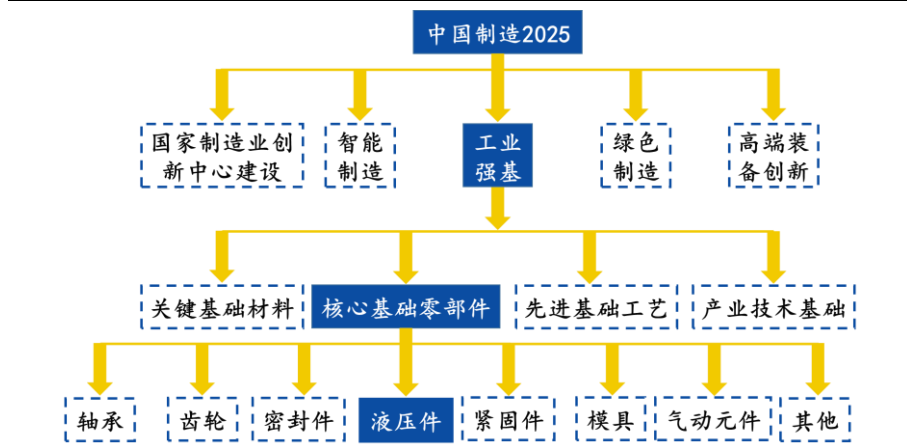 中国制造2025
国家制造业创
新中心建设
智能
制造
工业
强基
绿色
制造
高端装
备创新
关键基础材料
核心基础零部件
先进基础工艺
产业技术基础
轴承
齿轮
密封件
液压件
紧固件
模具
气动元件
其他